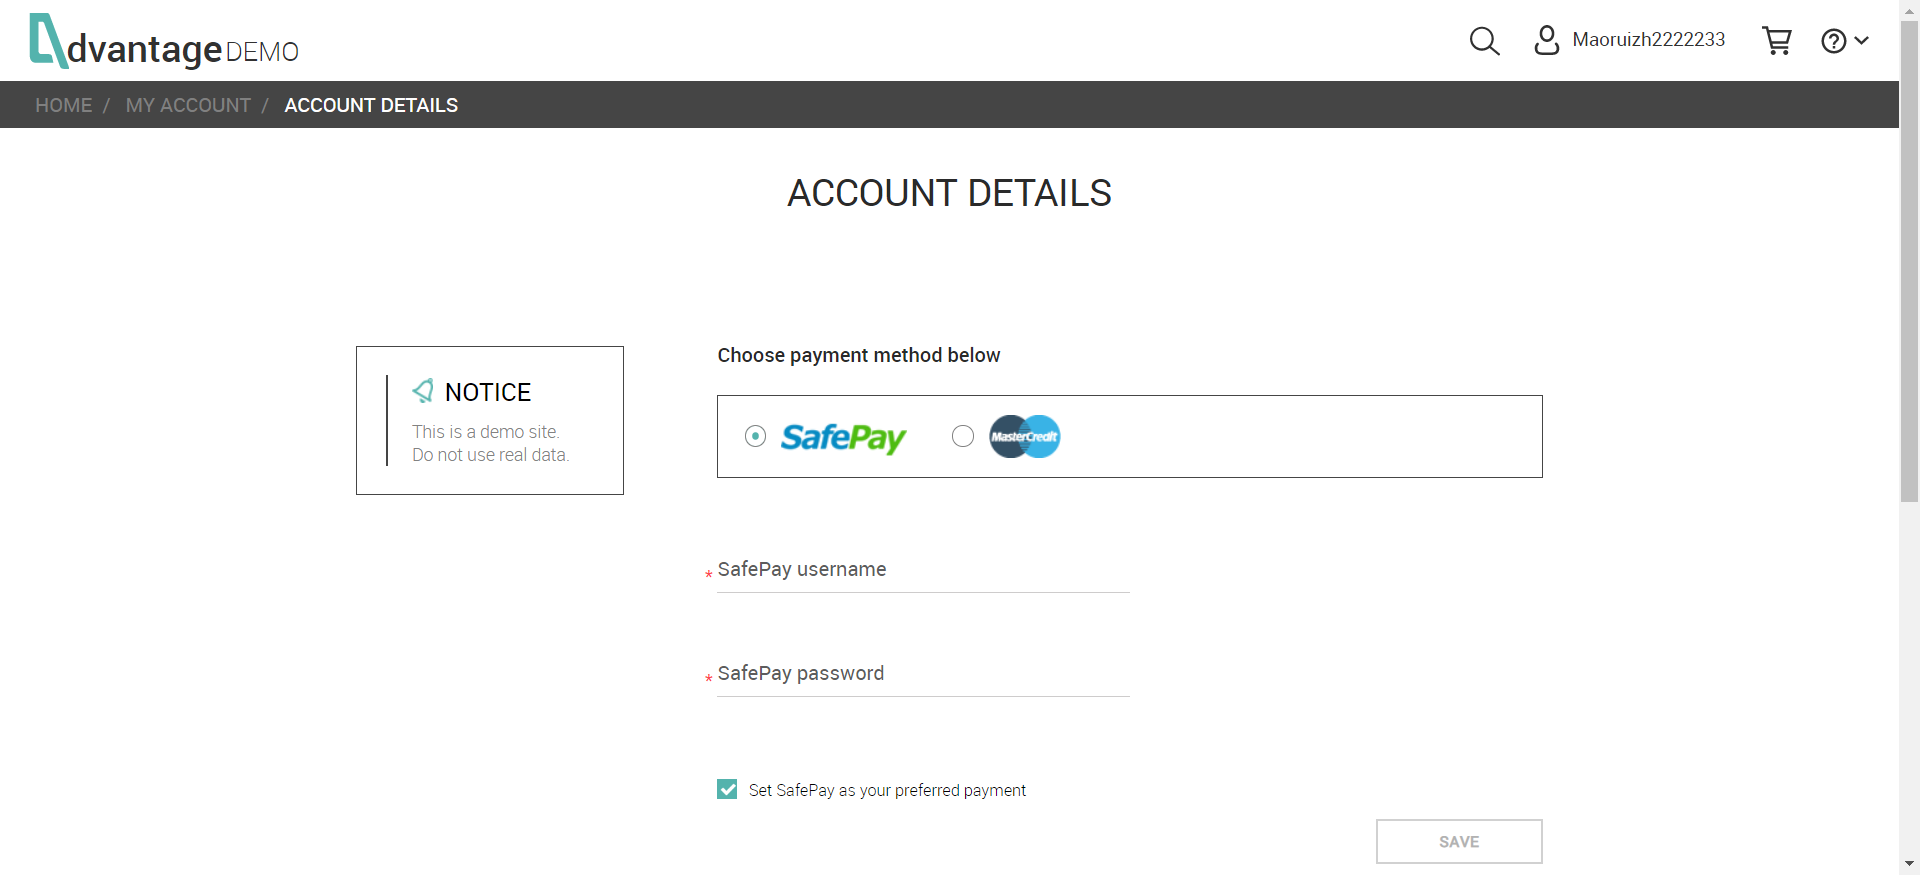 dvantage DEMO
Maoruizh2222233
HOME / MY ACCOUNT / ACCOUNT DETAILS
ACCOUNT DETAILS
NOTICE
This is a demo site.
Do not use real data.
Choose payment method below
SafePay
MasterCredit
* SafePay username
* SafePay password
Set SafePay as your preferred payment
SAVE